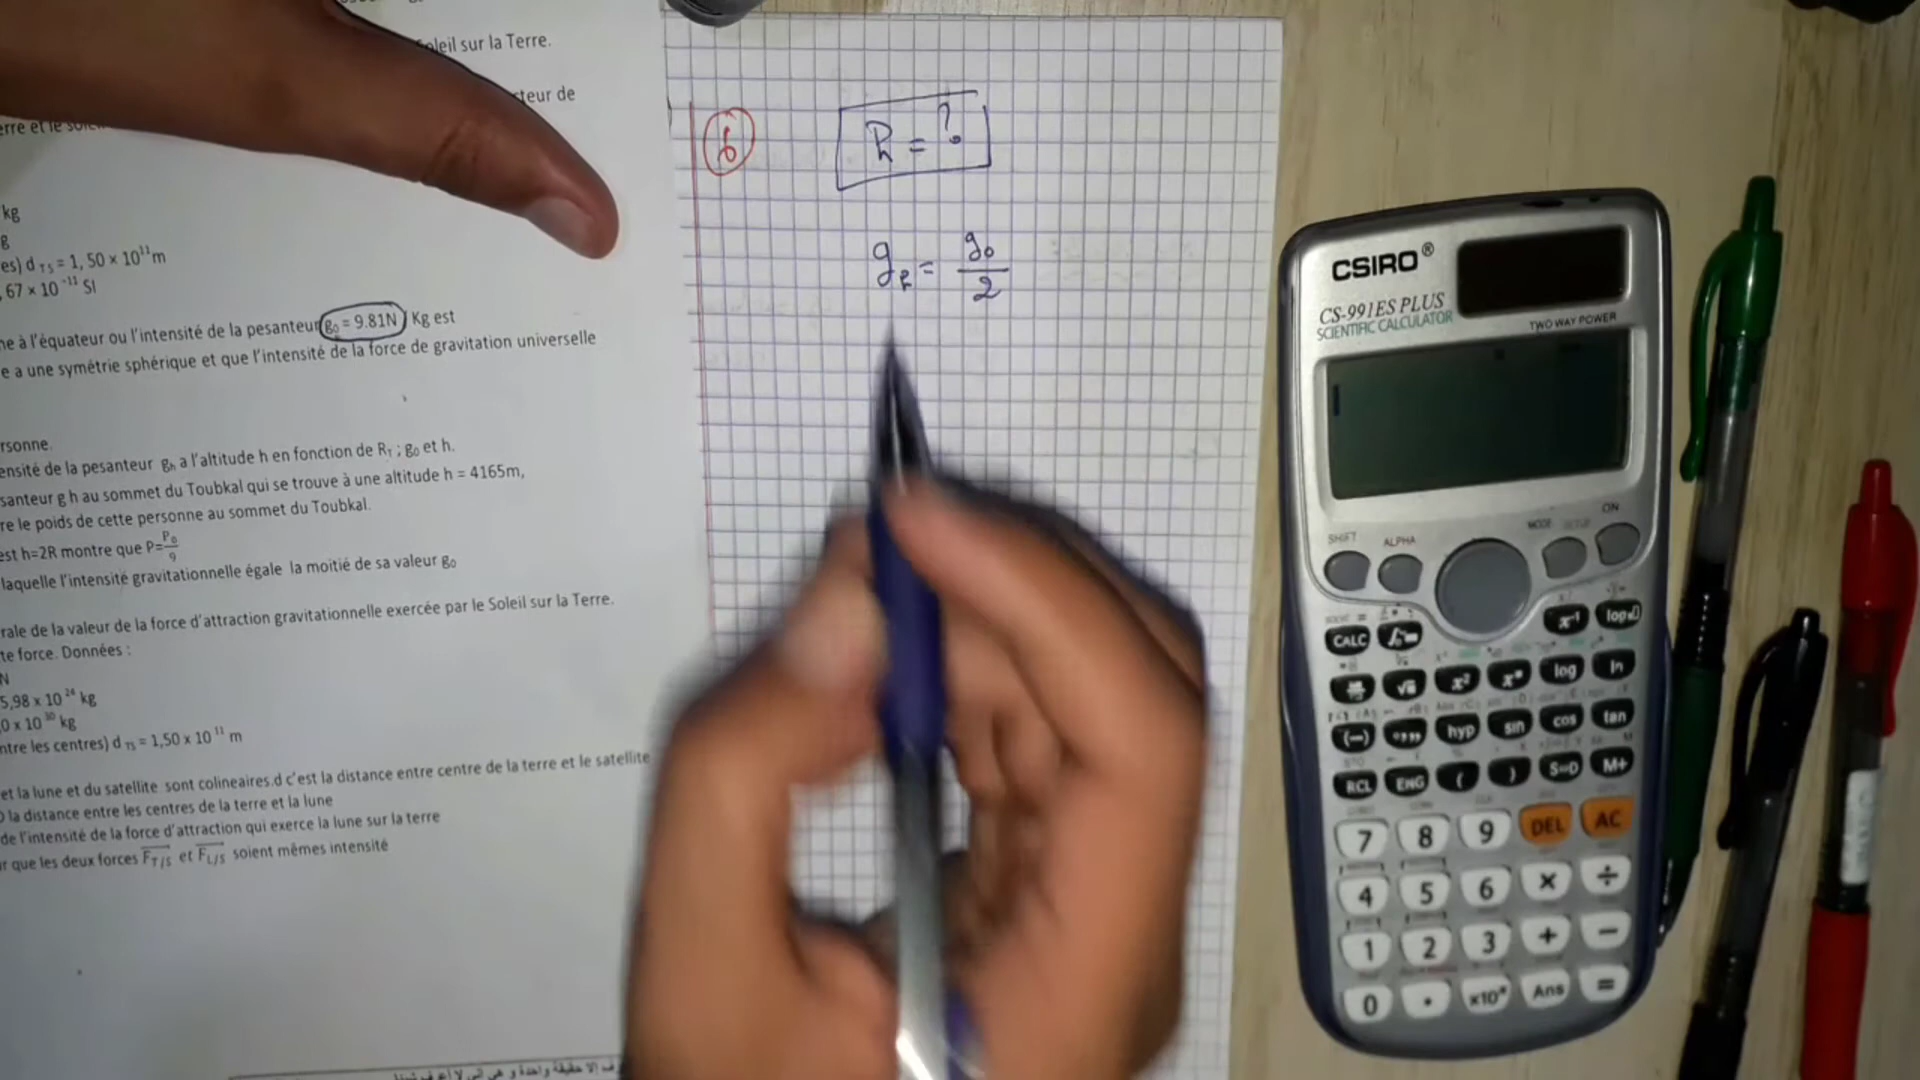 oleil sur la Terre.
cteur de
erre et le soleil
kg
g
es) d TS = 1, 50 × 10¹¹m
, 67 × 10⁻¹¹ SI
ne à l'équateur ou l'intensité de la pesanteur g₀ = 9.81N / Kg est
e a une symétrie sphérique et que l'intensité de la force de gravitation universelle
rsonne.
ensité de la pesanteur gₕ a l'altitude h en fonction de R_T ; g₀ et h.
santeur g h au sommet du Toubkal qui se trouve à une altitude h = 4165m,
re le poids de cette personne au sommet du Toubkal.
est h=2R montre que P=P₀/9
laquelle l'intensité gravitationnelle égale la moitié de sa valeur g₀
rale de la valeur de la force d'attraction gravitationnelle exercée par le Soleil sur la Terre.
te force. Données :
N
5,98 x 10²⁴ kg
0 x 10³⁰ kg
ntre les centres) d TS = 1,50 x 10¹¹ m
et la lune et du satellite sont colineaires.d c'est la distance entre centre de la terre et le satellite
D la distance entre les centres de la terre et la lune
de l'intensité de la force d'attraction qui exerce la lune sur la terre
r que les deux forces F_T/S et F_L/S soient mêmes intensité
6
h = ?
gₕ = g₀/2
CSIRO®
CS-991ES PLUS
SCIENTIFIC CALCULATOR
TWO WAY POWER
SHIFT ALPHA MODE SETUP ON
x⁻¹ log
CALC
x² log ln
(−) hyp sin cos tan
RCL ENG ( ) S⇔D M+
7 8 9 DEL AC
4 5 6 × ÷
1 2 3 + −
0 . ×10ˣ Ans =